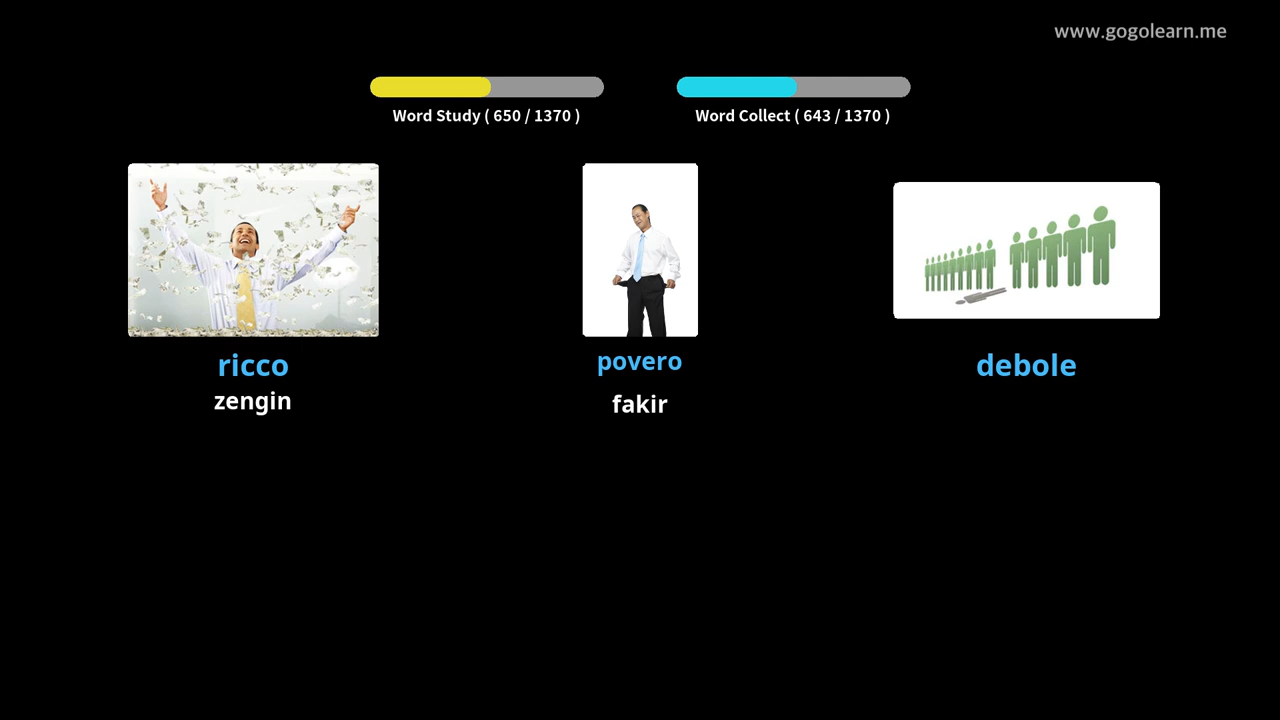 www.gogolearn.me
Word Study ( 650 / 1370 )
Word Collect ( 643 / 1370 )
ricco
zengin
povero
fakir
debole